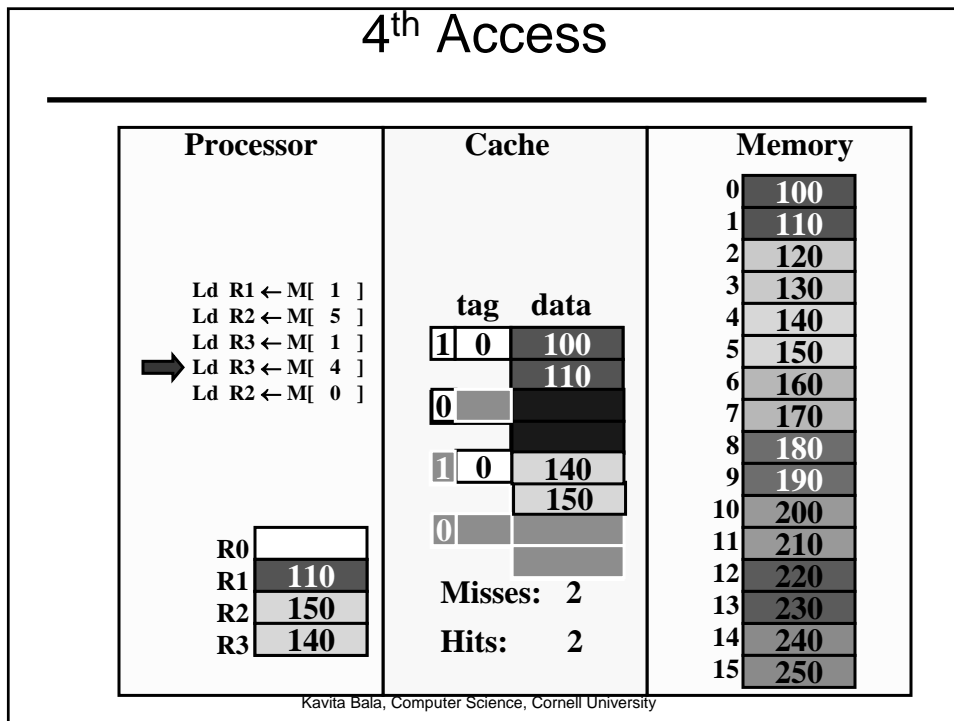 4th Access
Processor
Ld R1 ← M[ 1 ]
Ld R2 ← M[ 5 ]
Ld R3 ← M[ 1 ]
Ld R3 ← M[ 4 ]
Ld R2 ← M[ 0 ]
R0
R1 110
R2 150
R3 140
Cache
tag data
1 0 100
110
0
1 0 140
150
0
Misses: 2
Hits: 2
Memory
0 100
1 110
2 120
3 130
4 140
5 150
6 160
7 170
8 180
9 190
10 200
11 210
12 220
13 230
14 240
15 250
Kavita Bala, Computer Science, Cornell University